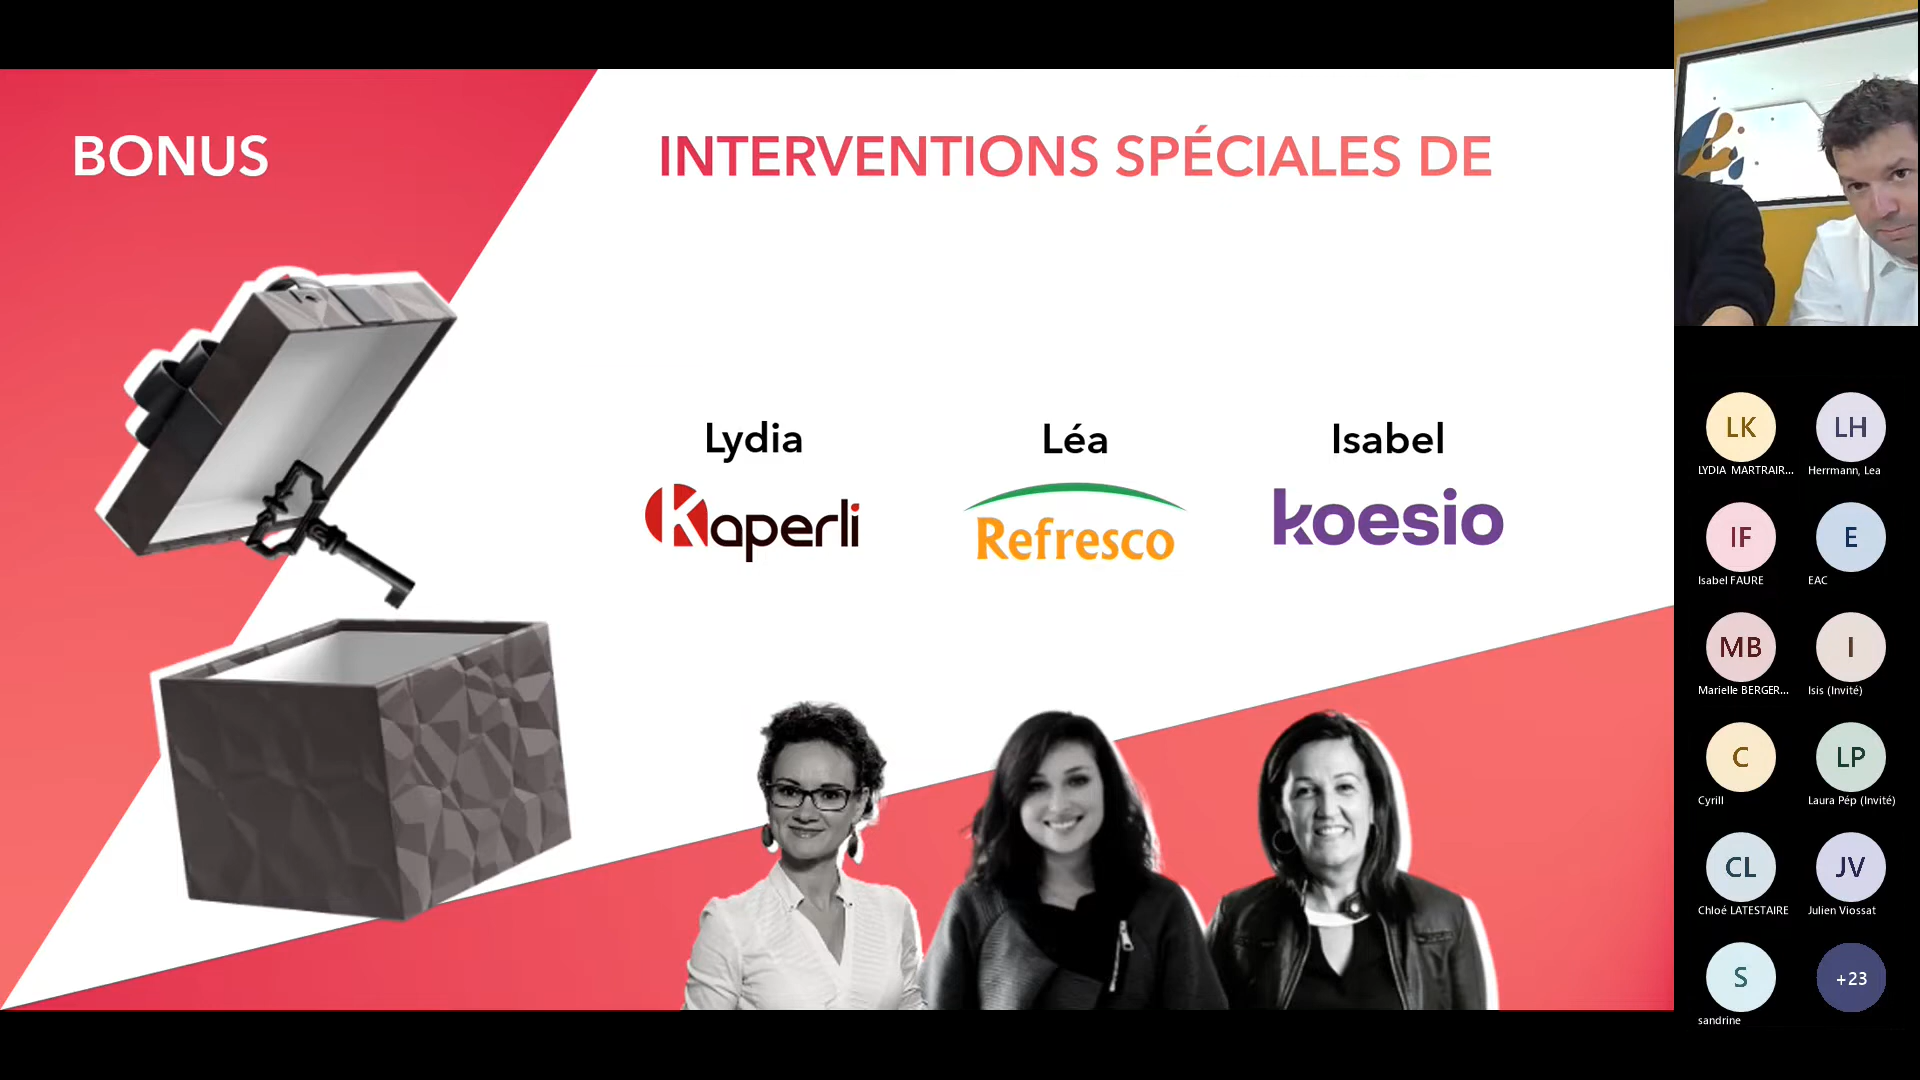 BONUS
INTERVENTIONS SPÉCIALES DE
Lydia
Léa
Isabel
Kaperli
Refresco
koesio
LK
LH
LYDIA MARTRAIR...
Herrmann, Lea
IF
E
Isabel FAURE
EAC
MB
I
Marielle BERGER...
Isis (Invité)
C
LP
Cyrill
Laura Pép (Invité)
CL
JV
Chloé LATESTAIRE
Julien Viossat
S
+23
sandrine